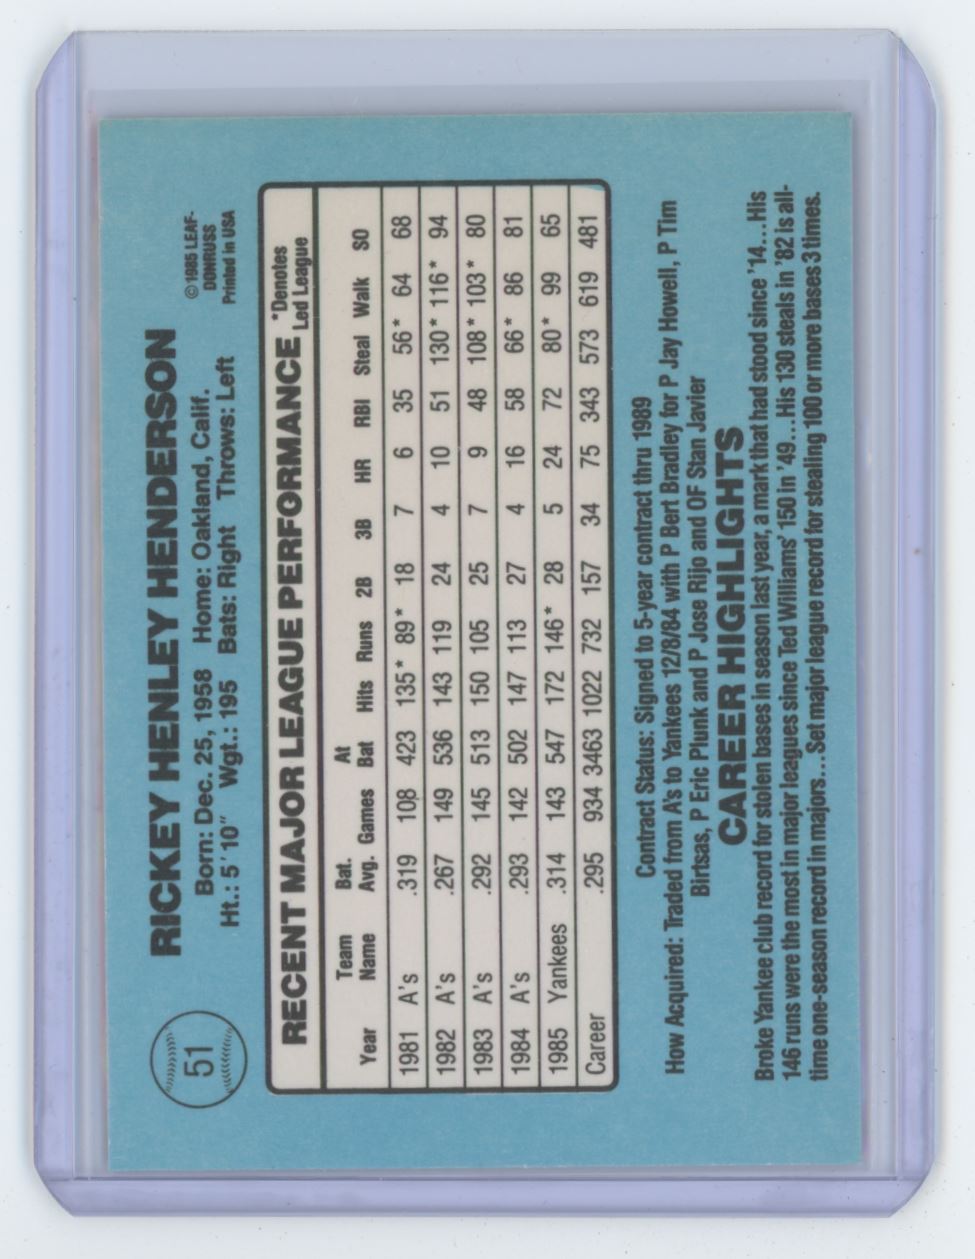 51
RICKEY HENLEY HENDERSON
Born: Dec. 25, 1958 Home: Oakland, Calif.
Ht.: 5'10" Wgt.: 195 Bats: Right Throws: Left
©1985 LEAF-
DONRUSS
Printed in USA
RECENT MAJOR LEAGUE PERFORMANCE *Denotes
Led League
Team Bat. At
Year Name Avg. Games Bat Hits Runs 2B 3B HR RBI Steal Walk SO
1981 A's .319 108 423 135* 89* 18 7 6 35 56* 64 68
1982 A's .267 149 536 143 119 24 4 10 51 130* 116* 94
1983 A's .292 145 513 150 105 25 7 9 48 108* 103* 80
1984 A's .293 142 502 147 113 27 4 16 58 66* 86 81
1985 Yankees .314 143 547 172 146* 28 5 24 72 80* 99 65
Career .295 934 3463 1022 732 157 34 75 343 573 619 481
Contract Status: Signed to 5-year contract thru 1989
How Acquired: Traded from A's to Yankees 12/8/84 with P Bert Bradley for P Jay Howell, P Tim
Birtsas, P Eric Plunk and P Jose Rijo and OF Stan Javier
CAREER HIGHLIGHTS
Broke Yankee club record for stolen bases in season last year, a mark that had stood since '14...His
146 runs were the most in major leagues since Ted Williams' 150 in '49...His 130 steals in '82 is all-
time one-season record in majors...Set major league record for stealing 100 or more bases 3 times.